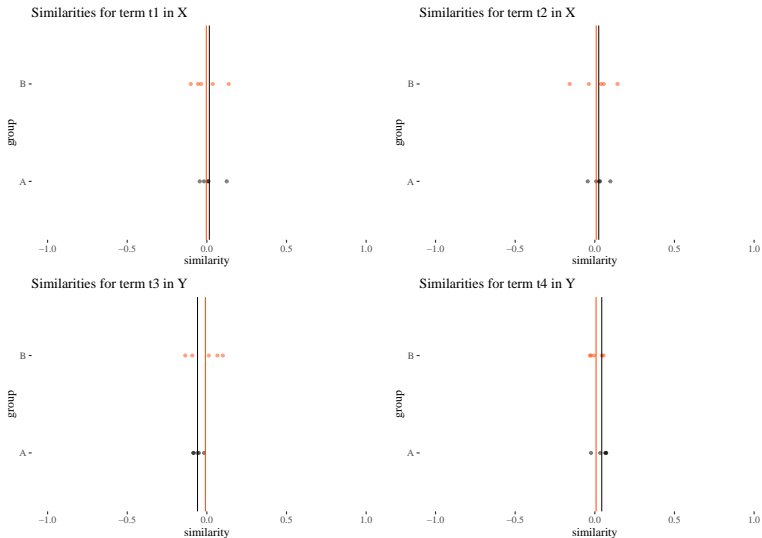 Similarities for term t1 in X
B
group
A
−1.0 −0.5 0.0 0.5 1.0
similarity
Similarities for term t2 in X
B
group
A
−1.0 −0.5 0.0 0.5 1.0
similarity
Similarities for term t3 in Y
B
group
A
−1.0 −0.5 0.0 0.5 1.0
similarity
Similarities for term t4 in Y
B
group
A
−1.0 −0.5 0.0 0.5 1.0
similarity